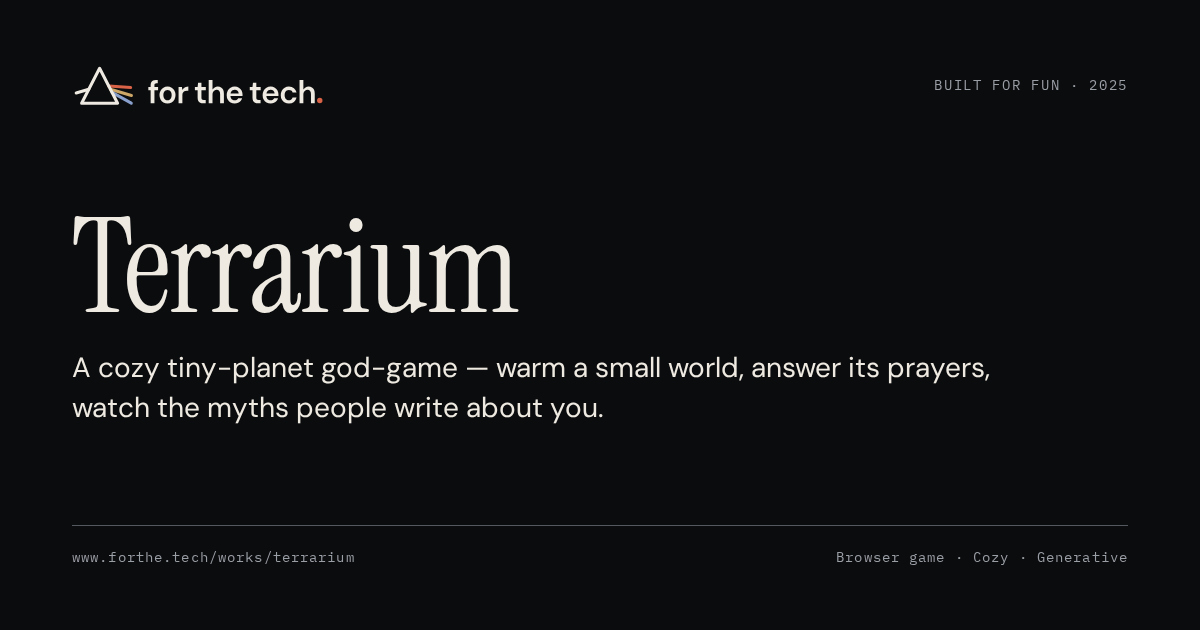 for the tech.
BUILT FOR FUN · 2025
Terrarium
A cozy tiny-planet god-game — warm a small world, answer its prayers,
watch the myths people write about you.
www.forthe.tech/works/terrarium
Browser game · Cozy · Generative